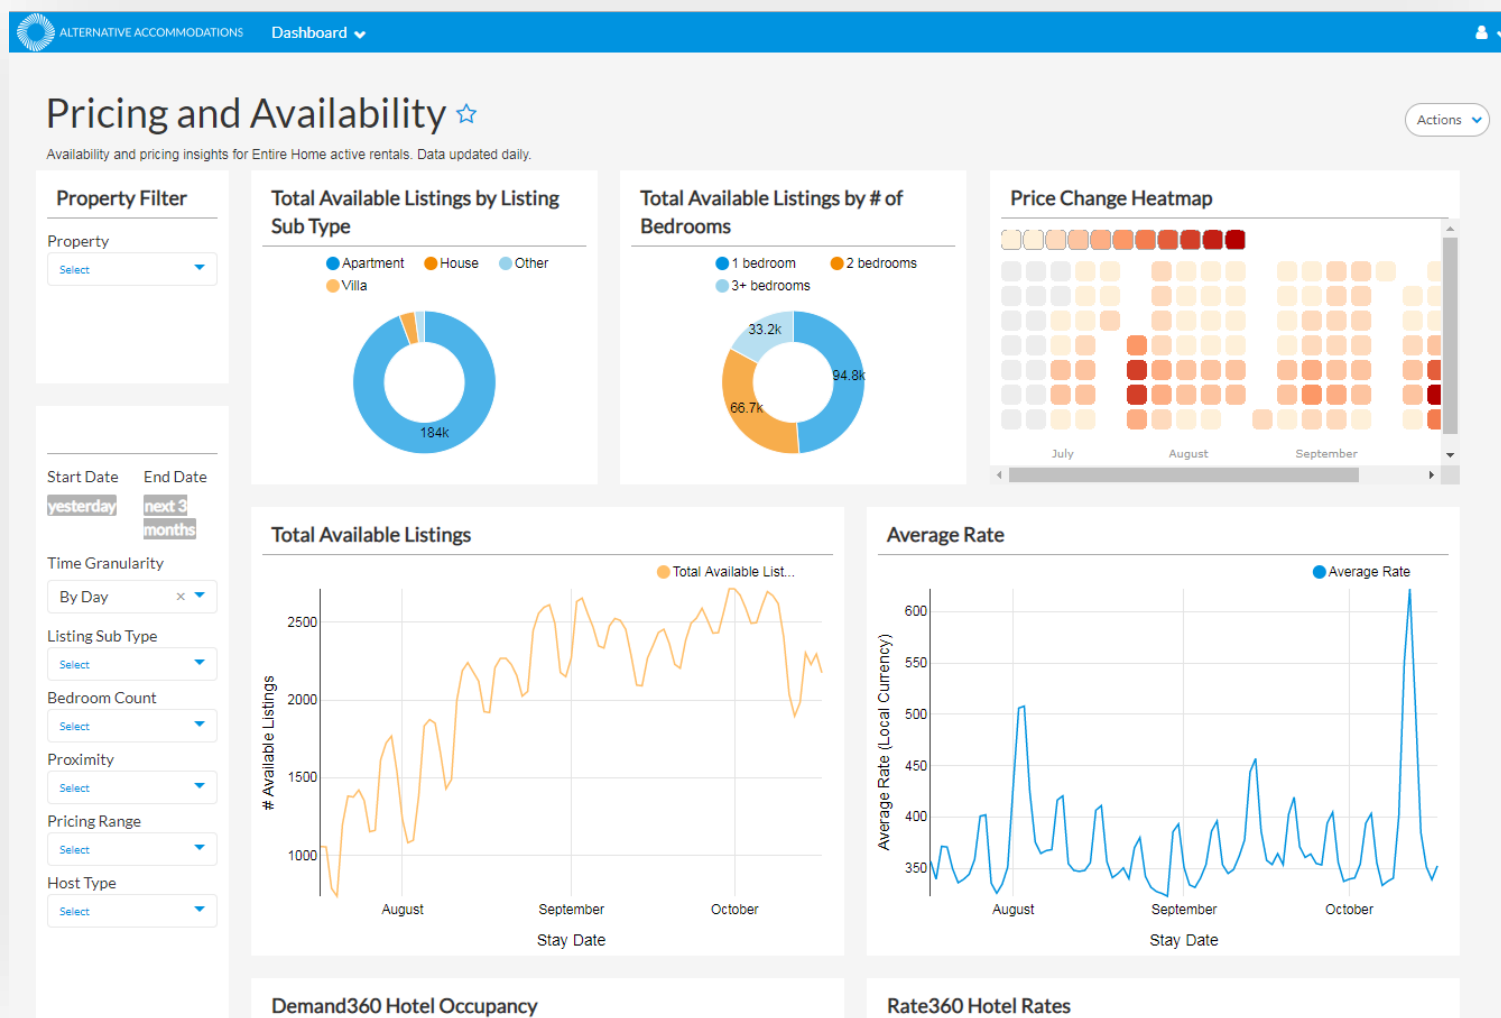 ALTERNATIVE ACCOMMODATIONS
Dashboard
Pricing and Availability
Actions
Availability and pricing insights for Entire Home active rentals. Data updated daily.
Property Filter
Property
Select
Start Date End Date
yesterday next 3
months
Time Granularity
By Day ×
Listing Sub Type
Select
Bedroom Count
Select
Proximity
Select
Pricing Range
Select
Host Type
Select
Total Available Listings by Listing
Sub Type
Apartment House Other
Villa
184k
Total Available Listings by # of
Bedrooms
1 bedroom 2 bedrooms
3+ bedrooms
33.2k
94.8k
66.7k
Price Change Heatmap
July August September
Total Available Listings
Total Available List...
# Available Listings
2500
2000
1500
1000
August September October
Stay Date
Average Rate
Average Rate
Average Rate (Local Currency)
600
550
500
450
400
350
August September October
Stay Date
Demand360 Hotel Occupancy
Rate360 Hotel Rates